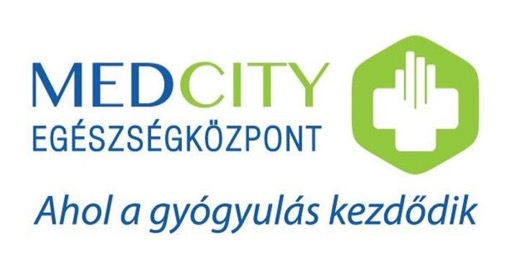 MEDCITY
EGÉSZSÉGKÖZPONT
Ahol a gyógyulás kezdődik